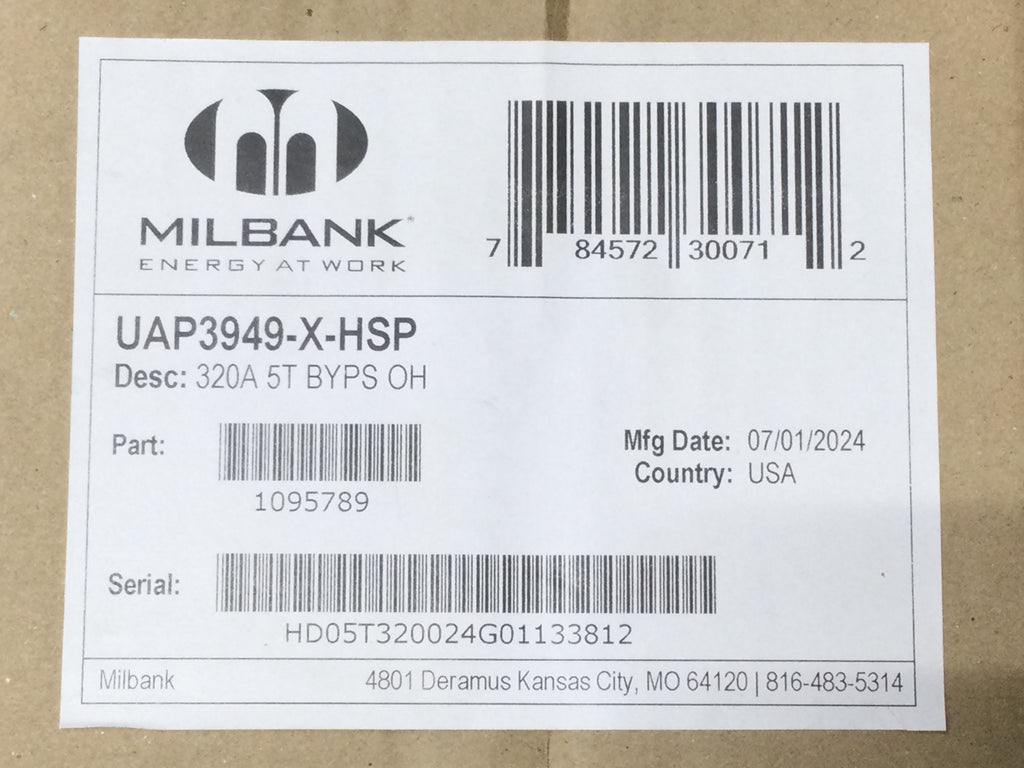 MILBANK®
ENERGY AT WORK
7 84572 30071 2
UAP3949-X-HSP
Desc: 320A 5T BYPS OH
Part:
1095789
Mfg Date: 07/01/2024
Country: USA
Serial:
HD05T320024G01133812
Milbank 4801 Deramus Kansas City, MO 64120 | 816-483-5314